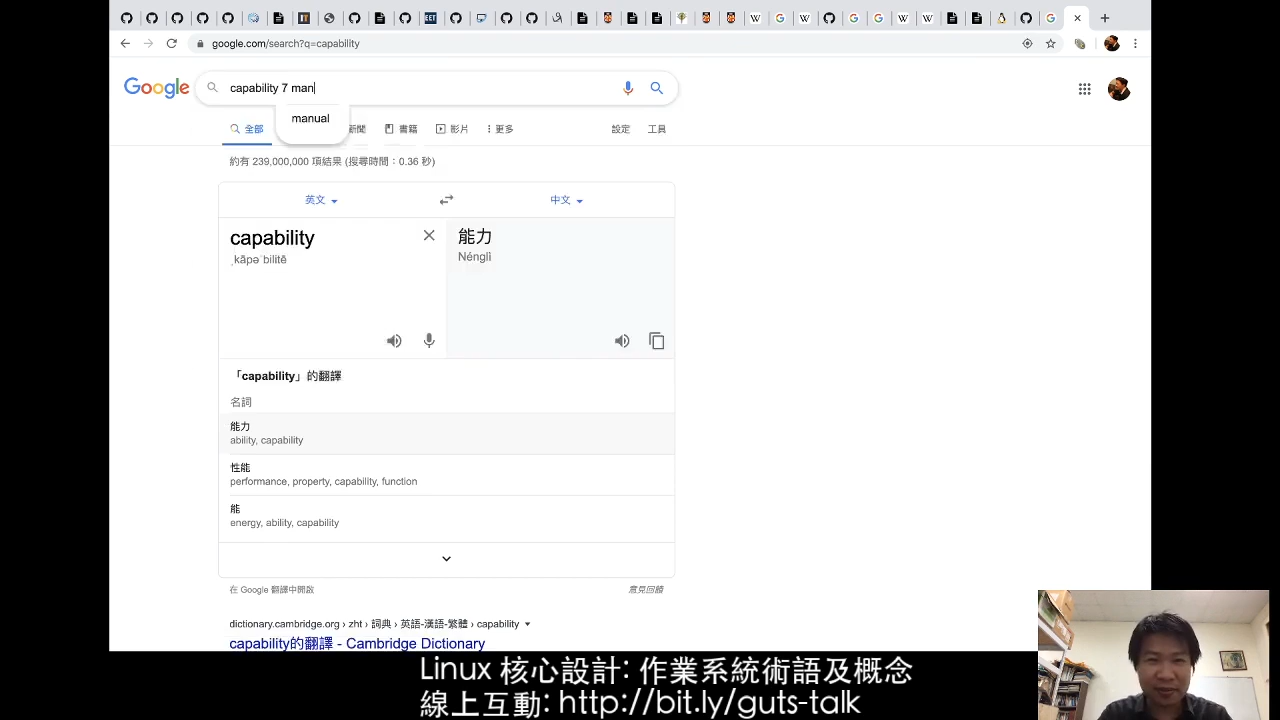 google.com/search?q=capability
Google
capability 7 man
manual
全部
新聞
書籍
影片
更多
設定
工具
約有 239,000,000 項結果 (搜尋時間：0.36 秒)
英文
中文
capability
ˌkāpəˈbilitē
能力
Nénglì
「capability」的翻譯
名詞
能力
ability, capability
性能
performance, property, capability, function
能
energy, ability, capability
在 Google 翻譯中開啟
意見回饋
dictionary.cambridge.org › zht › 詞典 › 英語-漢語-繁體 › capability
capability的翻譯 - Cambridge Dictionary
Linux 核心設計: 作業系統術語及概念
線上互動: http://bit.ly/guts-talk